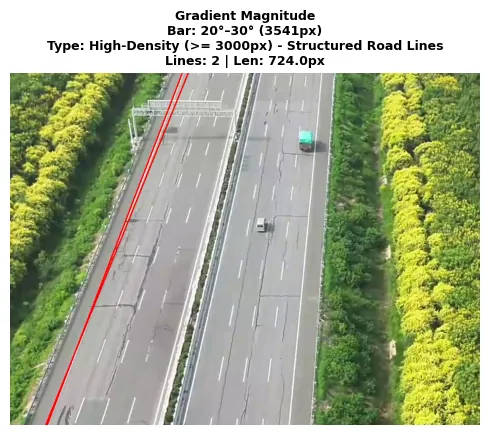 Gradient Magnitude
Bar: 20°–30° (3541px)
Type: High-Density (>= 3000px) - Structured Road Lines
Lines: 2 | Len: 724.0px